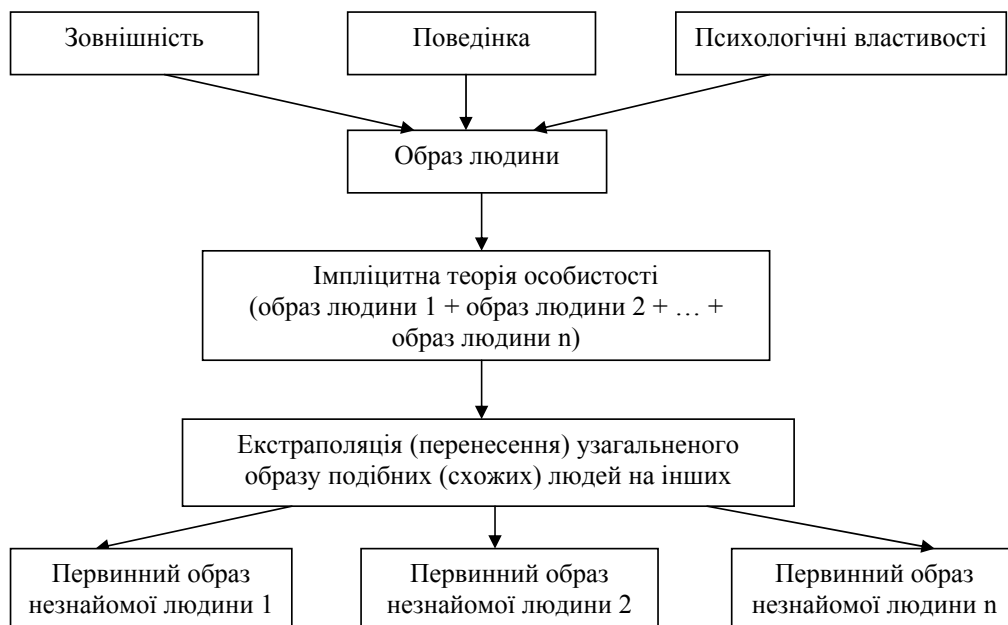 Зовнішність
Поведінка
Психологічні властивості
Образ людини
Імпліцитна теорія особистості
(образ людини 1 + образ людини 2 + … +
образ людини n)
Екстраполяція (перенесення) узагальненого
образу подібних (схожих) людей на інших
Первинний образ
незнайомої людини 1
Первинний образ
незнайомої людини 2
Первинний образ
незнайомої людини n